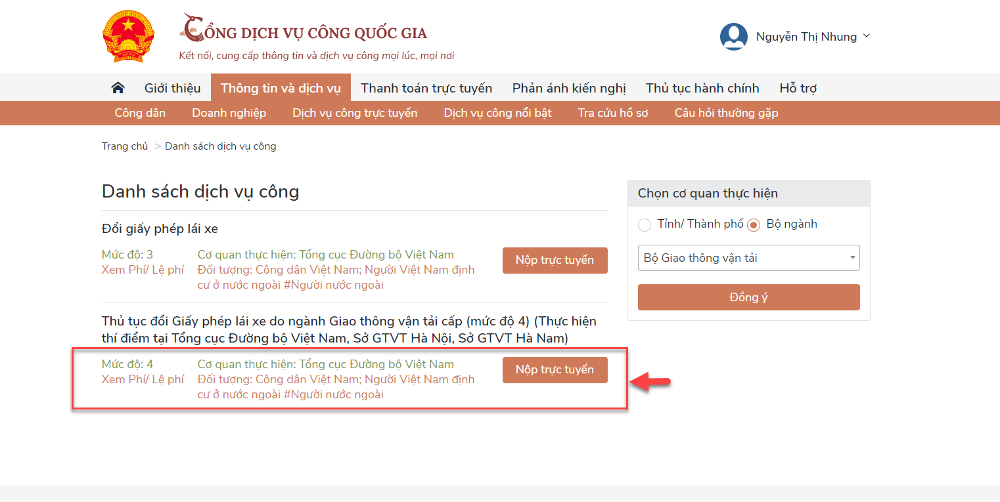 CỔNG DỊCH VỤ CÔNG QUỐC GIA
Kết nối, cung cấp thông tin và dịch vụ công mọi lúc, mọi nơi
Nguyễn Thị Nhung
Giới thiệu Thông tin và dịch vụ Thanh toán trực tuyến Phản ánh kiến nghị Thủ tục hành chính Hỗ trợ
Công dân Doanh nghiệp Dịch vụ công trực tuyến Dịch vụ công nổi bật Tra cứu hồ sơ Câu hỏi thường gặp
Trang chủ > Danh sách dịch vụ công
Danh sách dịch vụ công
Đổi giấy phép lái xe
Mức độ: 3
Xem Phí/ Lệ phí
Cơ quan thực hiện: Tổng cục Đường bộ Việt Nam
Đối tượng: Công dân Việt Nam; Người Việt Nam định
cư ở nước ngoài #Người nước ngoài
Nộp trực tuyến
Thủ tục đổi Giấy phép lái xe do ngành Giao thông vận tải cấp (mức độ 4) (Thực hiện
thí điểm tại Tổng cục Đường bộ Việt Nam, Sở GTVT Hà Nội, Sở GTVT Hà Nam)
Mức độ: 4
Xem Phí/ Lệ phí
Cơ quan thực hiện: Tổng cục Đường bộ Việt Nam
Đối tượng: Công dân Việt Nam; Người Việt Nam định
cư ở nước ngoài #Người nước ngoài
Nộp trực tuyến
Chọn cơ quan thực hiện
Tỉnh/ Thành phố Bộ ngành
Bộ Giao thông vận tải
Đồng ý